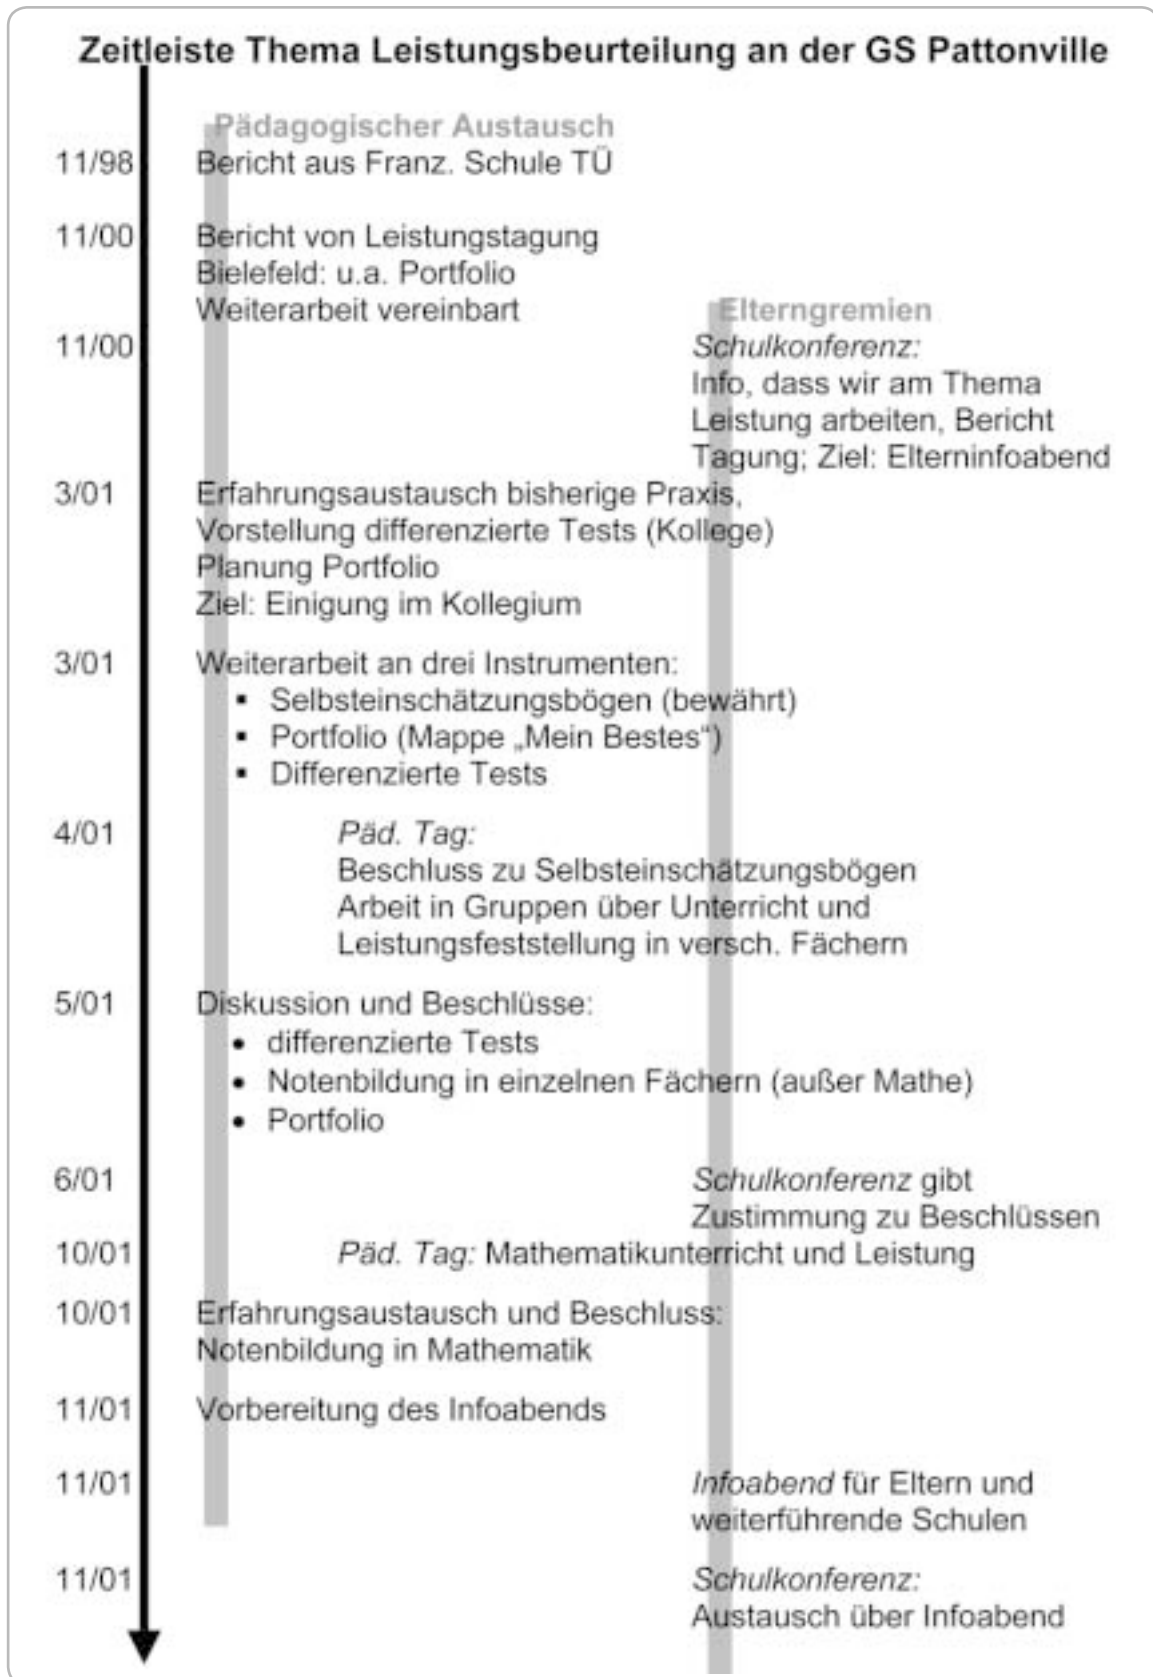 Zeitleiste Thema Leistungsbeurteilung an der GS Pattonville
Pädagogischer Austausch
11/98 Bericht aus Franz. Schule TÜ
11/00 Bericht von Leistungstagung
Bielefeld: u.a. Portfolio
Weiterarbeit vereinbart
Elterngremien
11/00 Schulkonferenz:
Info, dass wir am Thema
Leistung arbeiten, Bericht
Tagung; Ziel: Elterninfoabend
3/01 Erfahrungsaustausch bisherige Praxis,
Vorstellung differenzierte Tests (Kollege)
Planung Portfolio
Ziel: Einigung im Kollegium
3/01 Weiterarbeit an drei Instrumenten:
▪ Selbsteinschätzungsbögen (bewährt)
▪ Portfolio (Mappe „Mein Bestes“)
▪ Differenzierte Tests
4/01 Päd. Tag:
Beschluss zu Selbsteinschätzungsbögen
Arbeit in Gruppen über Unterricht und
Leistungsfeststellung in versch. Fächern
5/01 Diskussion und Beschlüsse:
• differenzierte Tests
• Notenbildung in einzelnen Fächern (außer Mathe)
• Portfolio
6/01 Schulkonferenz gibt
Zustimmung zu Beschlüssen
10/01 Päd. Tag: Mathematikunterricht und Leistung
10/01 Erfahrungsaustausch und Beschluss:
Notenbildung in Mathematik
11/01 Vorbereitung des Infoabends
11/01 Infoabend für Eltern und
weiterführende Schulen
11/01 Schulkonferenz:
Austausch über Infoabend